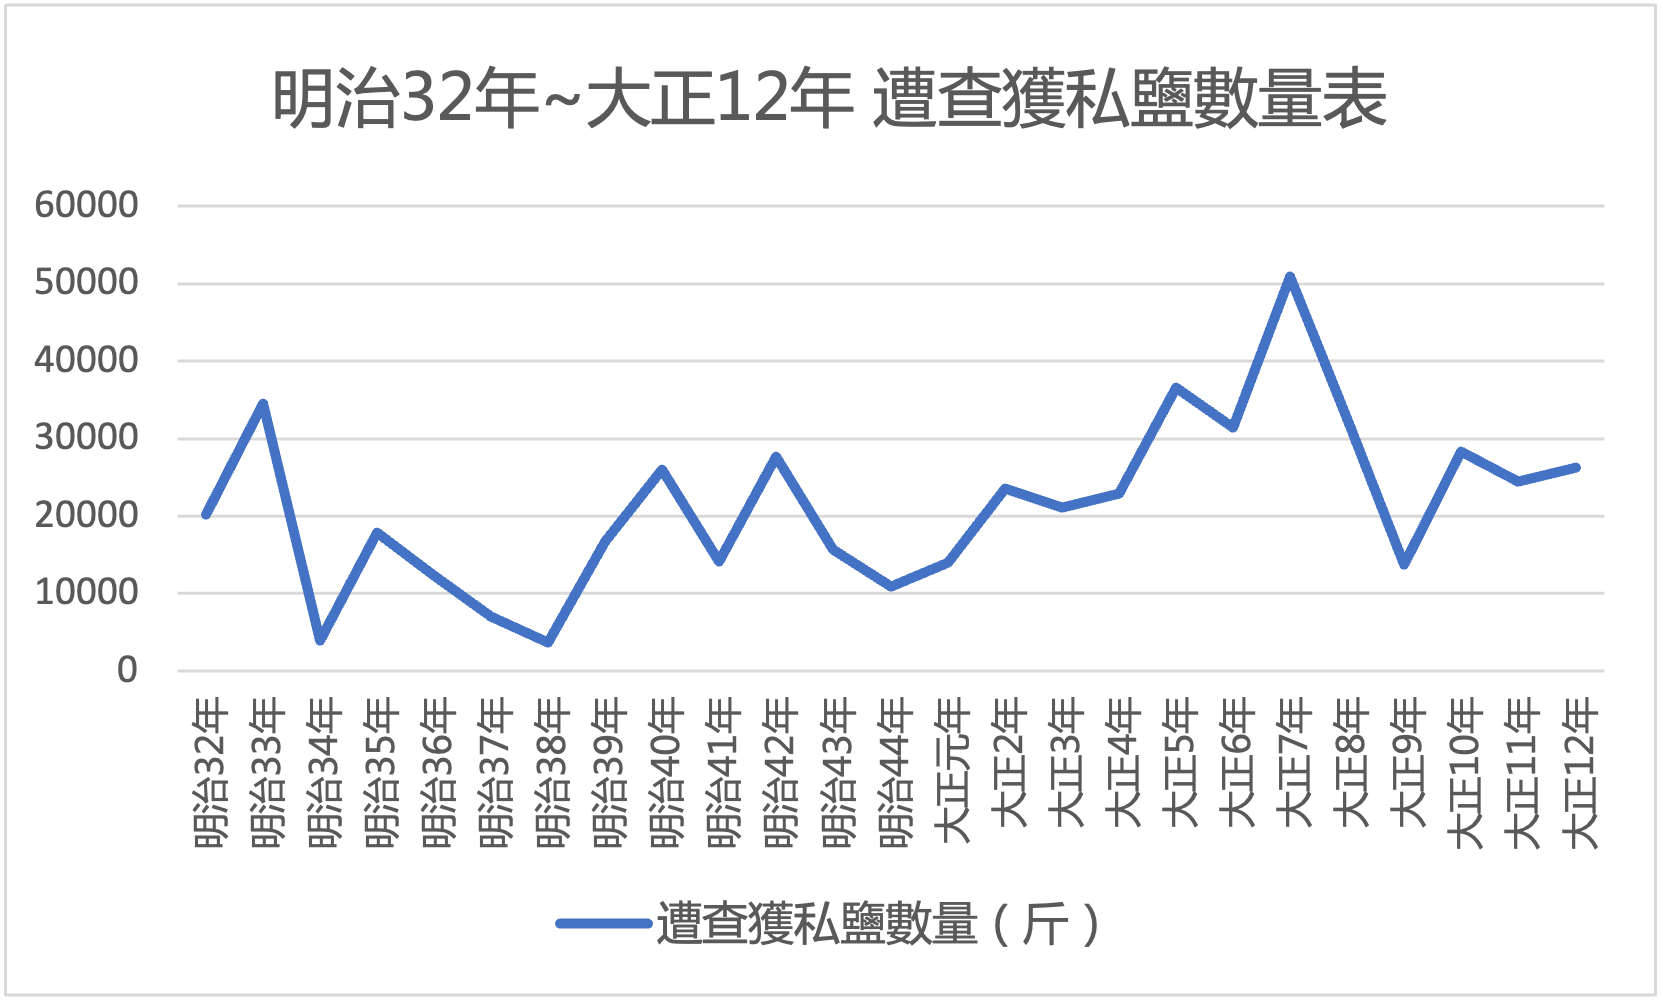 明治32年~大正12年 遭查獲私鹽數量表
60000
50000
40000
30000
20000
10000
0
明治32年
明治33年
明治34年
明治35年
明治36年
明治37年
明治38年
明治39年
明治40年
明治41年
明治42年
明治43年
明治44年
大正元年
大正2年
大正3年
大正4年
大正5年
大正6年
大正7年
大正8年
大正9年
大正10年
大正11年
大正12年
遭查獲私鹽數量（斤）